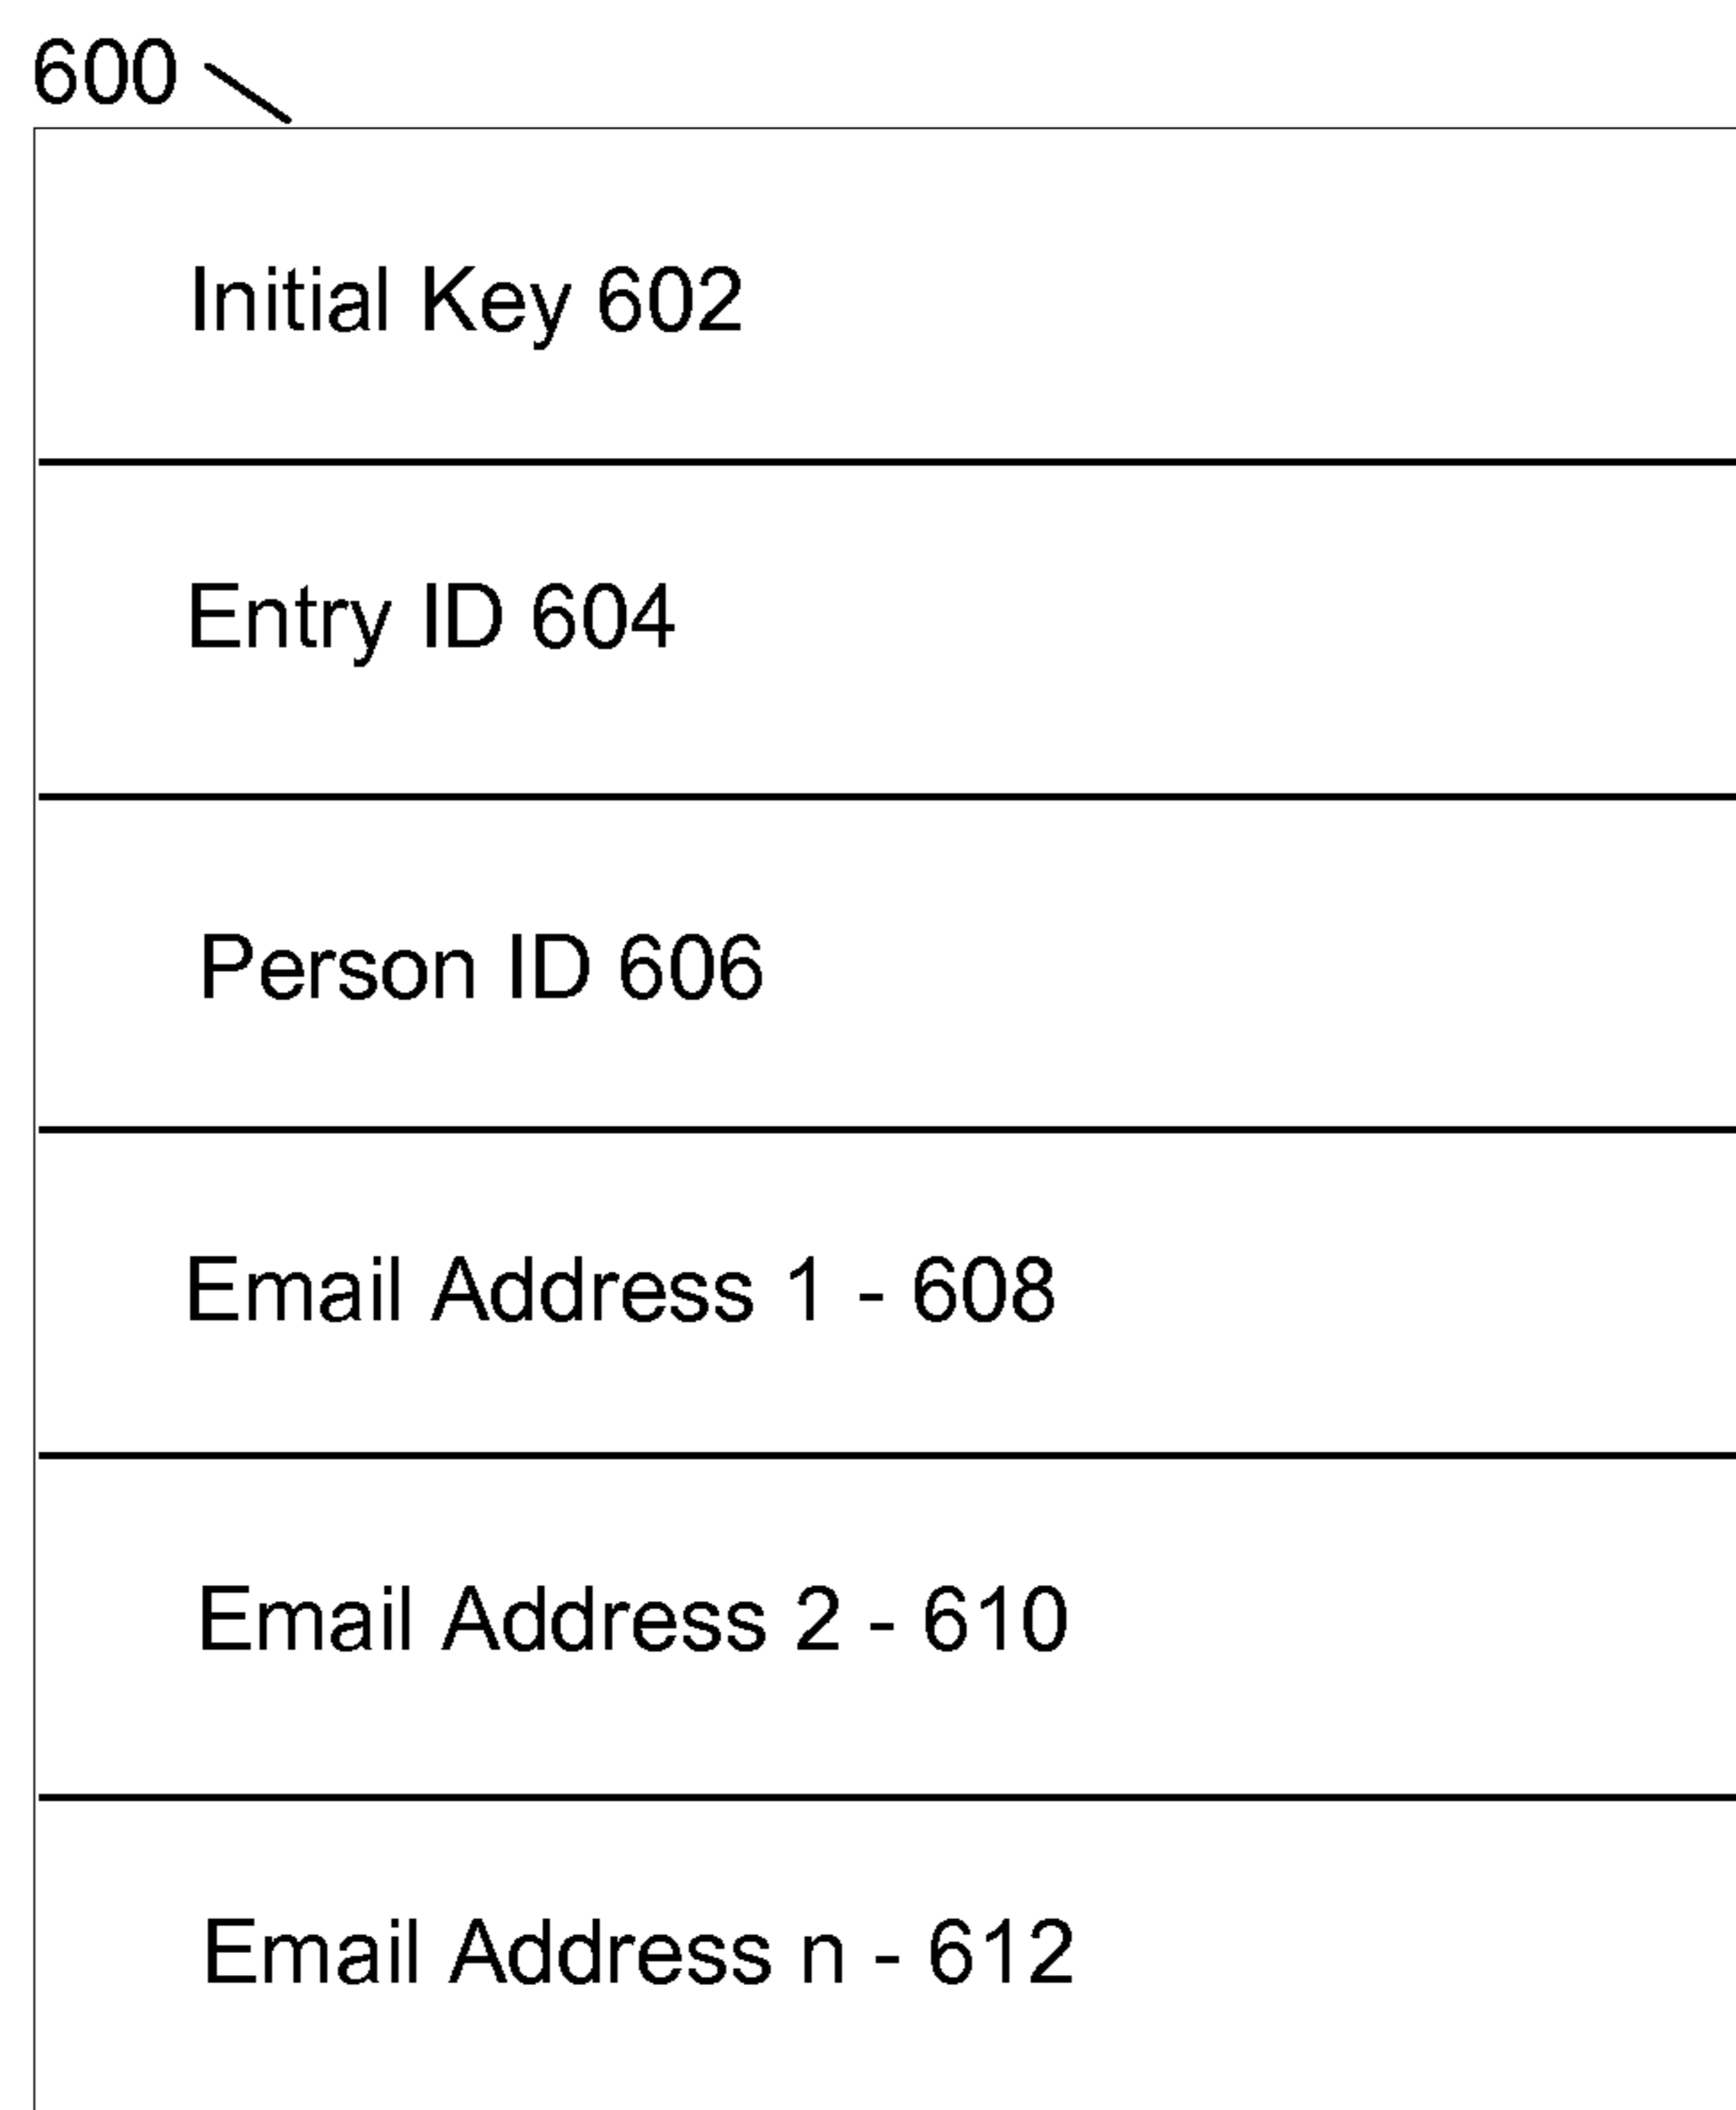 600
Initial Key 602
Entry ID 604
Person ID 606
Email Address 1 - 608
Email Address 2 - 610
Email Address n - 612